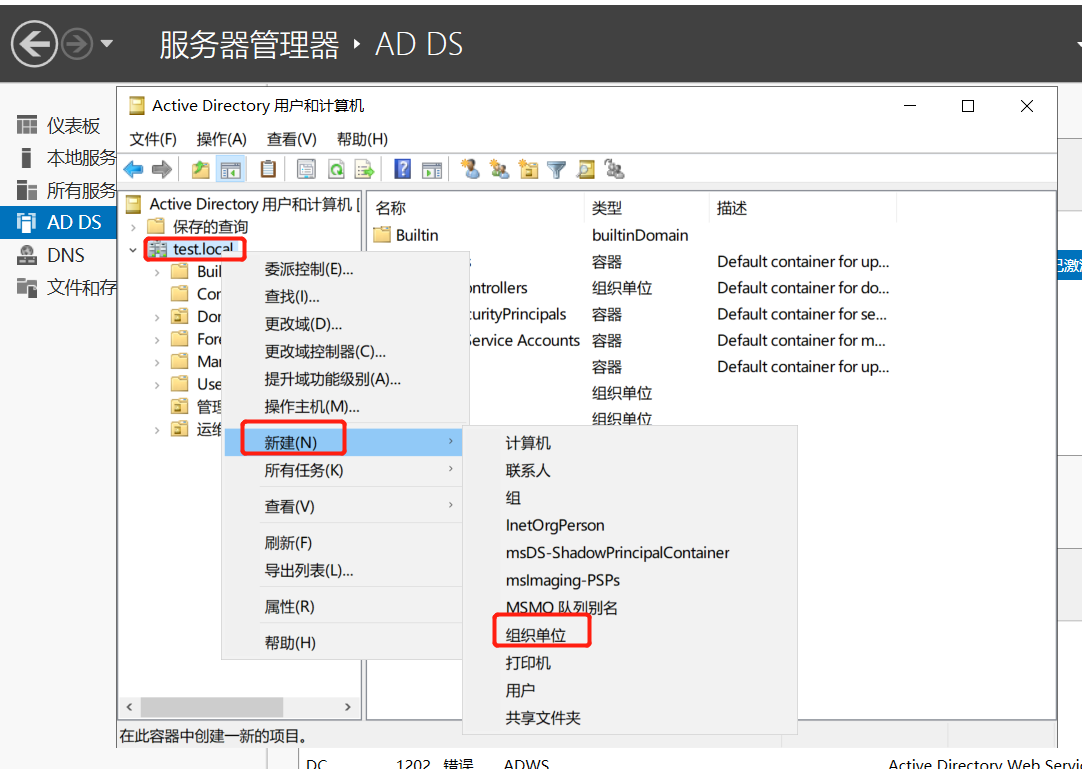 服务器管理器 ‣ AD DS
Active Directory 用户和计算机
文件(F) 操作(A) 查看(V) 帮助(H)
仪表板
本地服务
所有服务
AD DS
DNS
文件和存
Active Directory 用户和计算机 [
保存的查询
test.local
Buil
Con
Dor
Fore
Mar
Use
管理
运维
名称 类型 描述
Builtin builtinDomain
容器 Default container for up...
ontrollers 组织单位 Default container for do...
curityPrincipals 容器 Default container for se...
Service Accounts 容器 Default container for m...
容器 Default container for up...
组织单位
组织单位
已激
委派控制(E)...
查找(I)...
更改域(D)...
更改域控制器(C)...
提升域功能级别(A)...
操作主机(M)...
新建(N)
所有任务(K)
查看(V)
刷新(F)
导出列表(L)...
属性(R)
帮助(H)
计算机
联系人
组
InetOrgPerson
msDS-ShadowPrincipalContainer
msImaging-PSPs
MSMQ 队列别名
组织单位
打印机
用户
共享文件夹
在此容器中创建一新的项目。
DC 1202 错误 ADWS Active Directory Web Servic